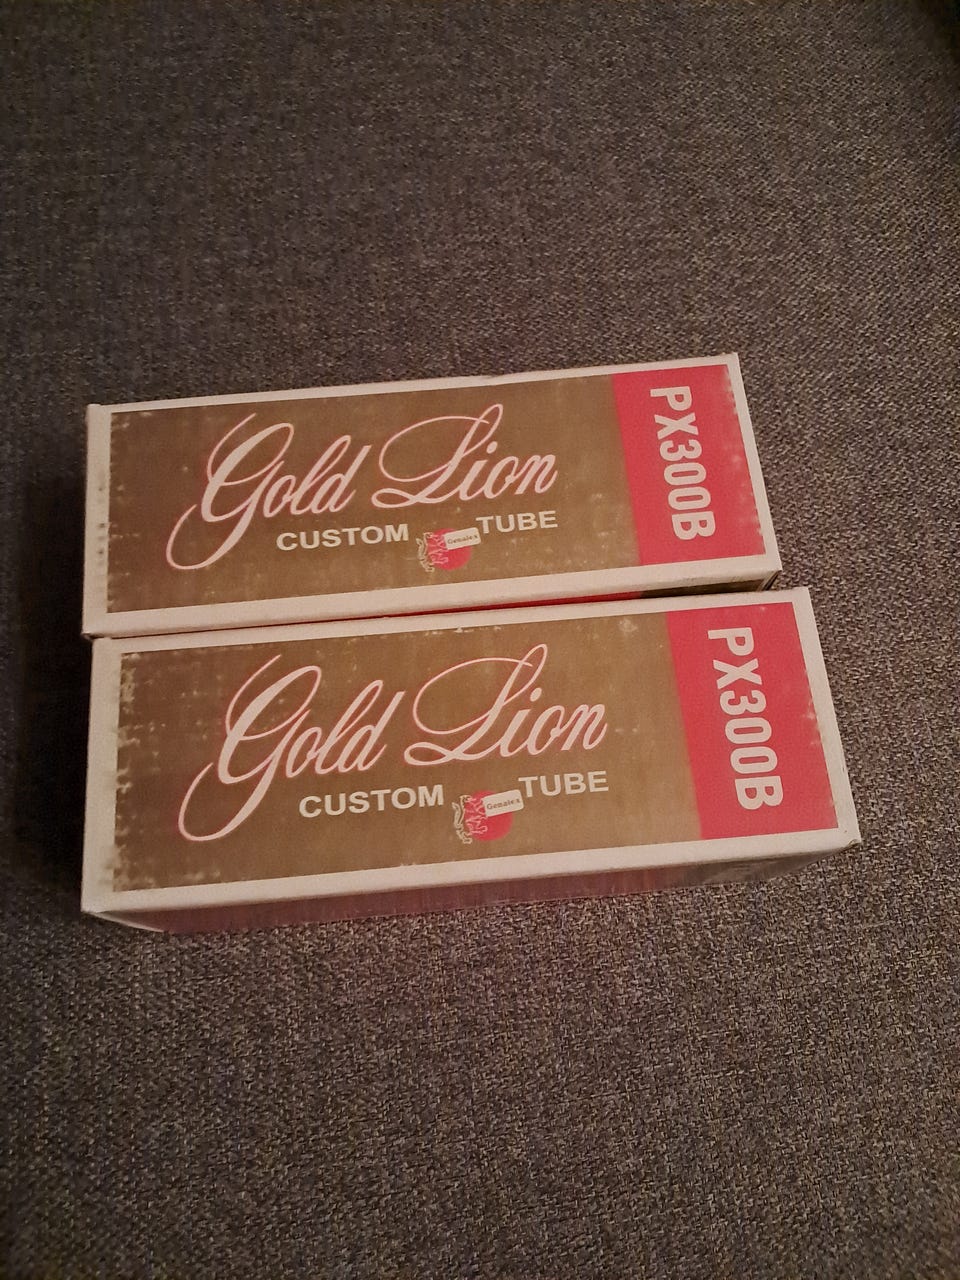 Gold Lion
CUSTOM TUBE
Genalex
PX300B
Gold Lion
CUSTOM TUBE
Genalex
PX300B